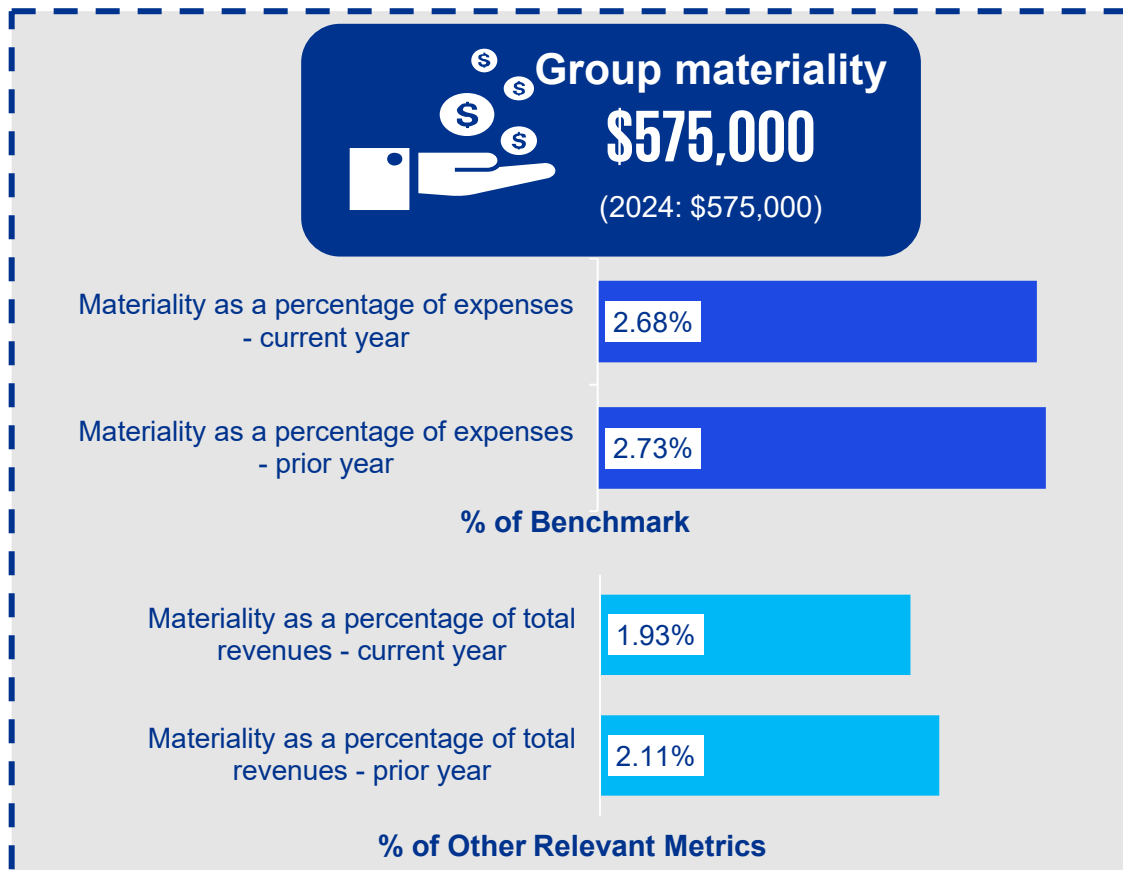 $
$
$
$
Group materiality
$575,000
(2024: $575,000)
Materiality as a percentage of expenses
- current year
2.68%
Materiality as a percentage of expenses
- prior year
2.73%
% of Benchmark
Materiality as a percentage of total
revenues - current year
1.93%
Materiality as a percentage of total
revenues - prior year
2.11%
% of Other Relevant Metrics